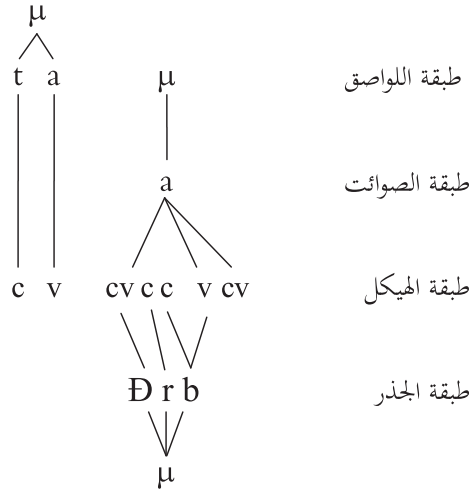 μ
t a μ طبقة اللواصق
a طبقة الصوائت
c v cv c c v cv طبقة الهيكل
Đ r b طبقة الجذر
μ